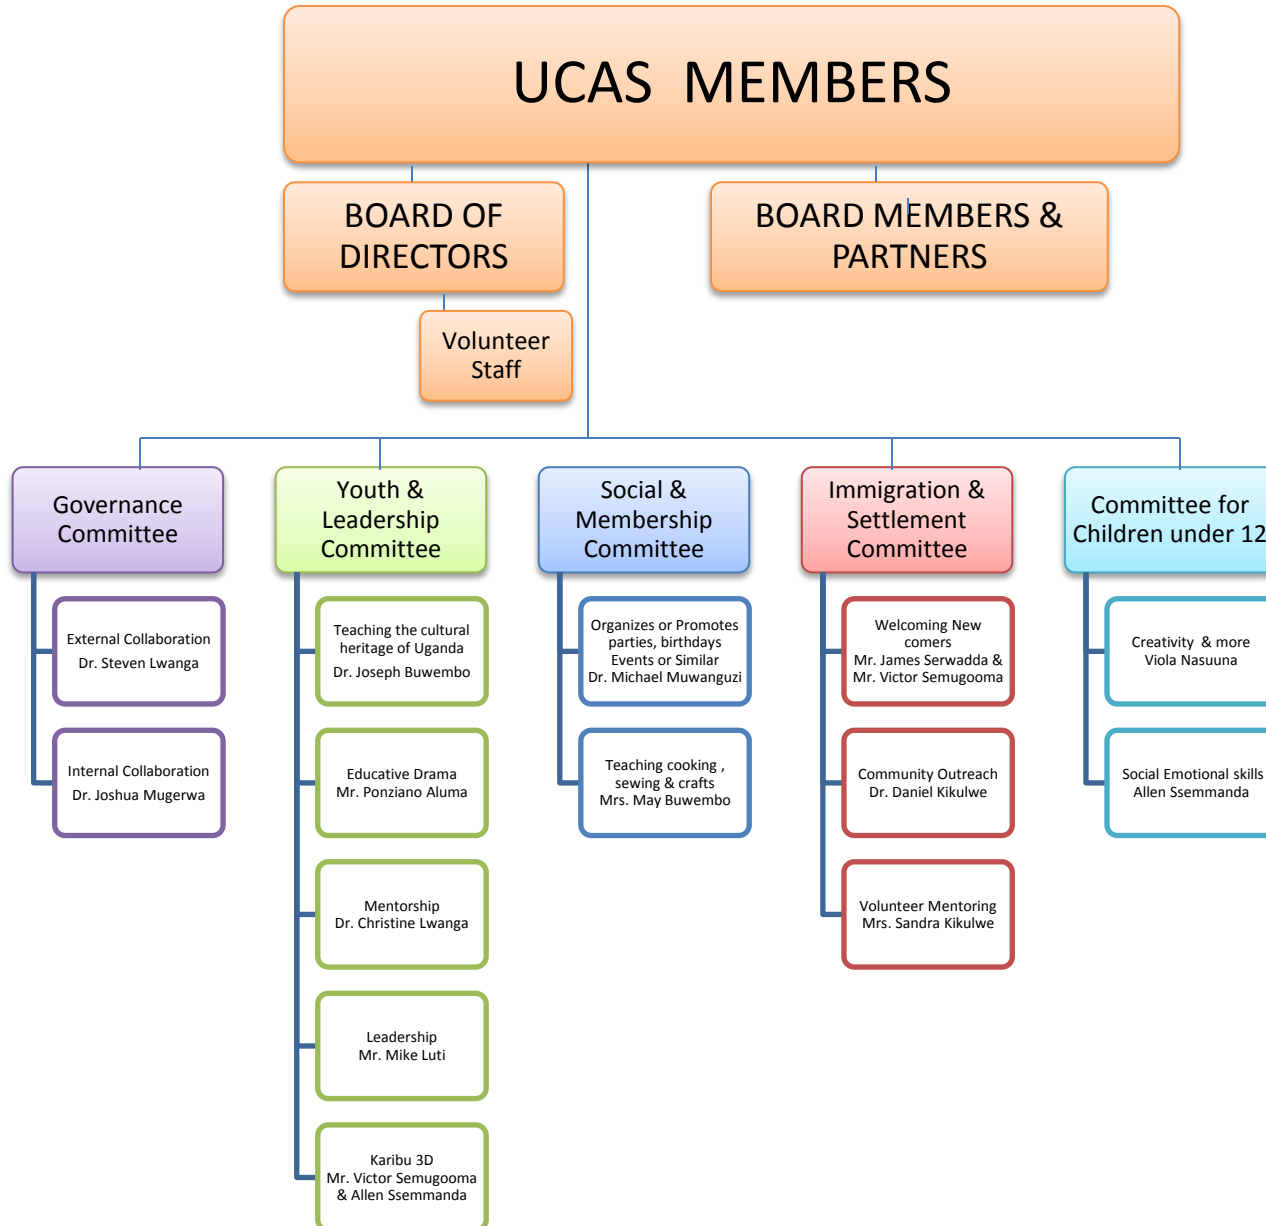 UCAS MEMBERS
BOARD OF
DIRECTORS
BOARD MEMBERS &
PARTNERS
Volunteer
Staff
Governance
Committee
External Collaboration
Dr. Steven Lwanga
Internal Collaboration
Dr. Joshua Mugerwa
Youth &
Leadership
Committee
Teaching the cultural
heritage of Uganda
Dr. Joseph Buwembo
Educative Drama
Mr. Ponziano Aluma
Mentorship
Dr. Christine Lwanga
Leadership
Mr. Mike Luti
Karibu 3D
Mr. Victor Semugooma
& Allen Ssemmanda
Social &
Membership
Committee
Organizes or Promotes
parties, birthdays
Events or Similar
Dr. Michael Muwanguzi
Teaching cooking ,
sewing & crafts
Mrs. May Buwembo
Immigration &
Settlement
Committee
Welcoming New
comers
Mr. James Serwadda &
Mr. Victor Semugooma
Community Outreach
Dr. Daniel Kikulwe
Volunteer Mentoring
Mrs. Sandra Kikulwe
Committee for
Children under 12
Creativity & more
Viola Nasuuna
Social Emotional skills
Allen Ssemmanda